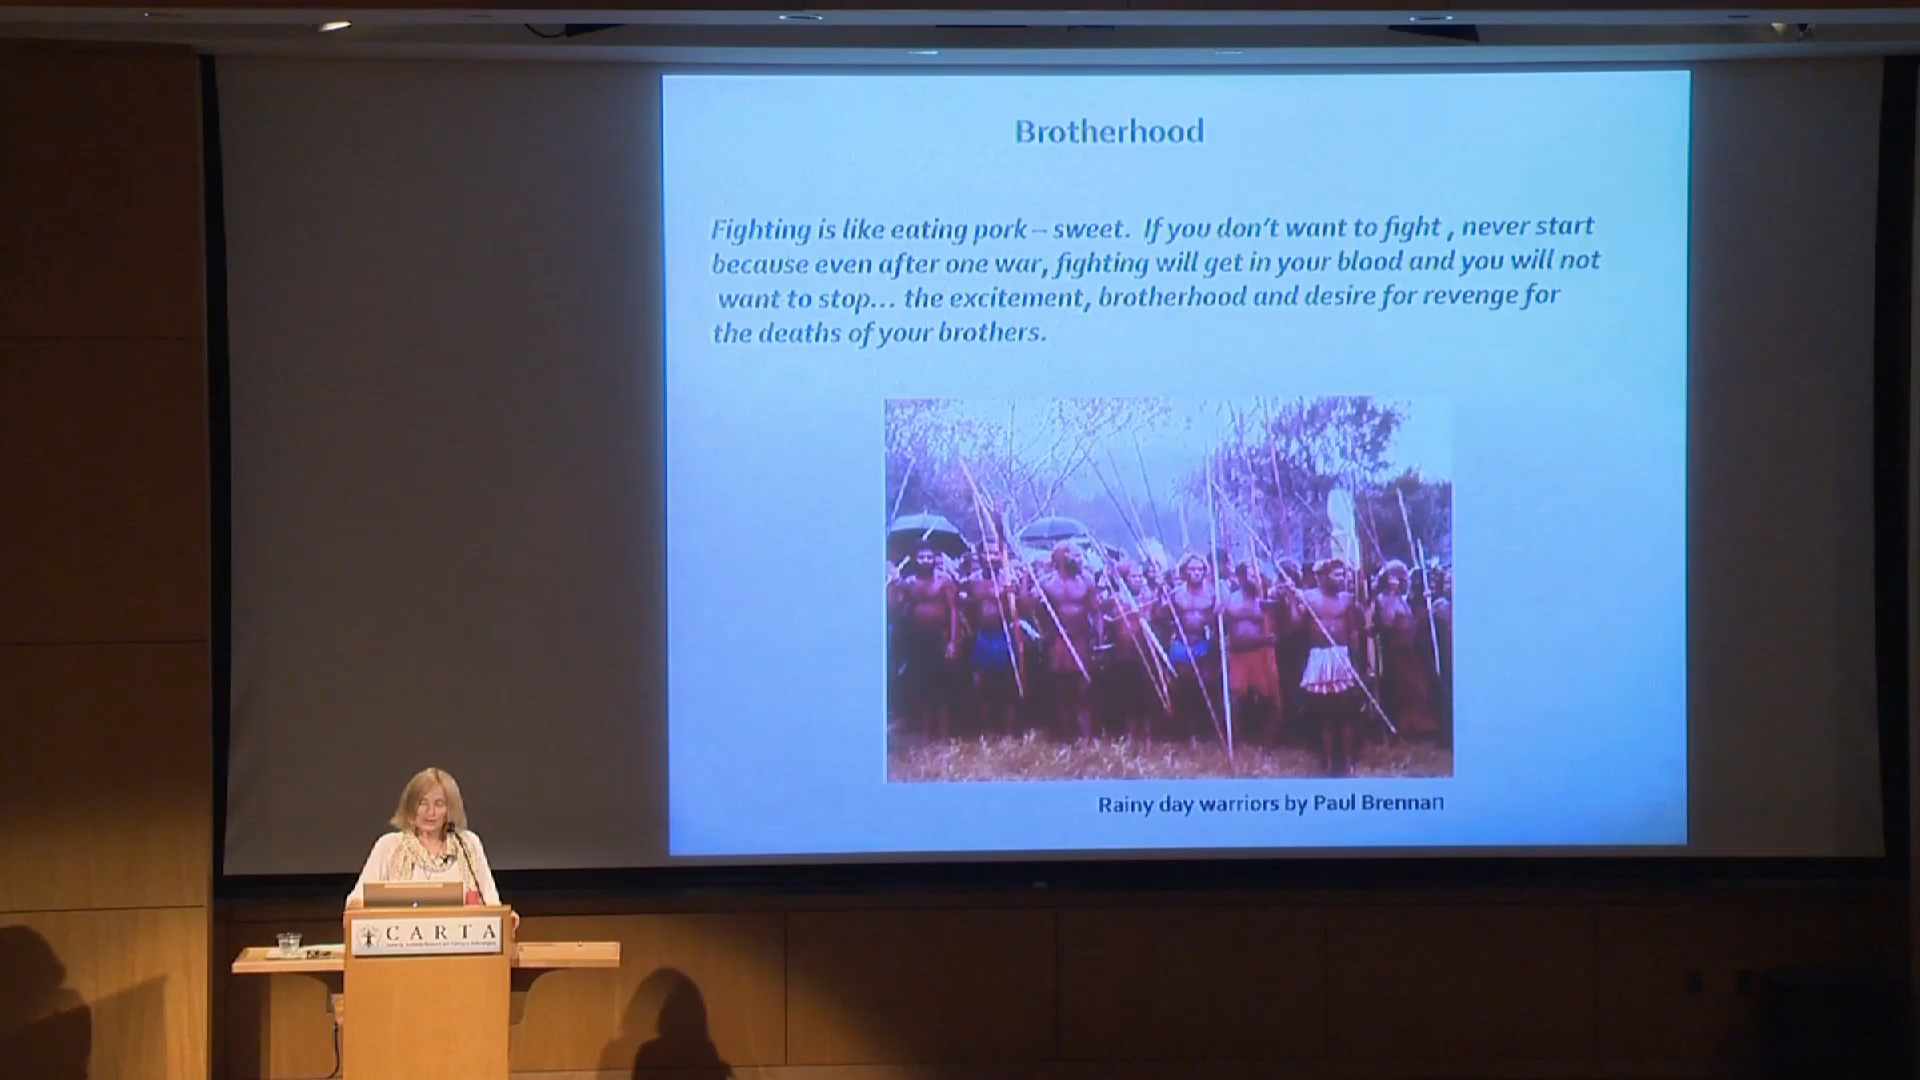 Brotherhood
Fighting is like eating pork – sweet. If you don't want to fight , never start
because even after one war, fighting will get in your blood and you will not
want to stop... the excitement, brotherhood and desire for revenge for
the deaths of your brothers.
Rainy day warriors by Paul Brennan
CARTA